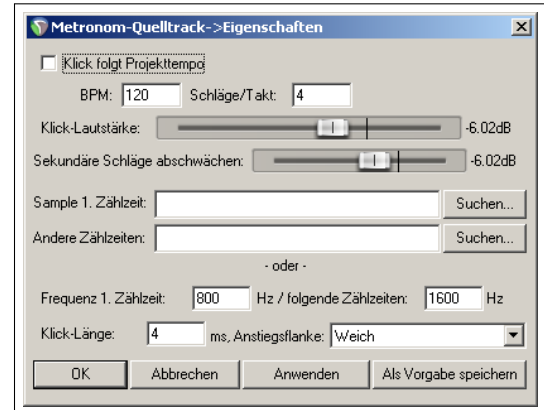 Metronom-Quelltrack->Eigenschaften
Klick folgt Projekttempo
BPM: 120 Schläge/Takt: 4
Klick-Lautstärke: -6.02dB
Sekundäre Schläge abschwächen: -6.02dB
Sample 1. Zählzeit: Suchen...
Andere Zählzeiten: Suchen...
- oder -
Frequenz 1. Zählzeit: 800 Hz / folgende Zählzeiten: 1600 Hz
Klick-Länge: 4 ms, Anstiegsflanke: Weich
OK Abbrechen Anwenden Als Vorgabe speichern